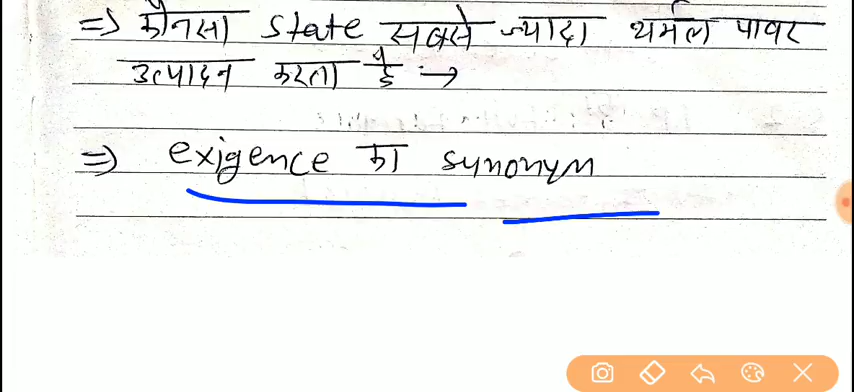 => कौनसा state सबसे ज्यादा थर्मल पावर
उत्पादन करता है →
=> exigence का synonym